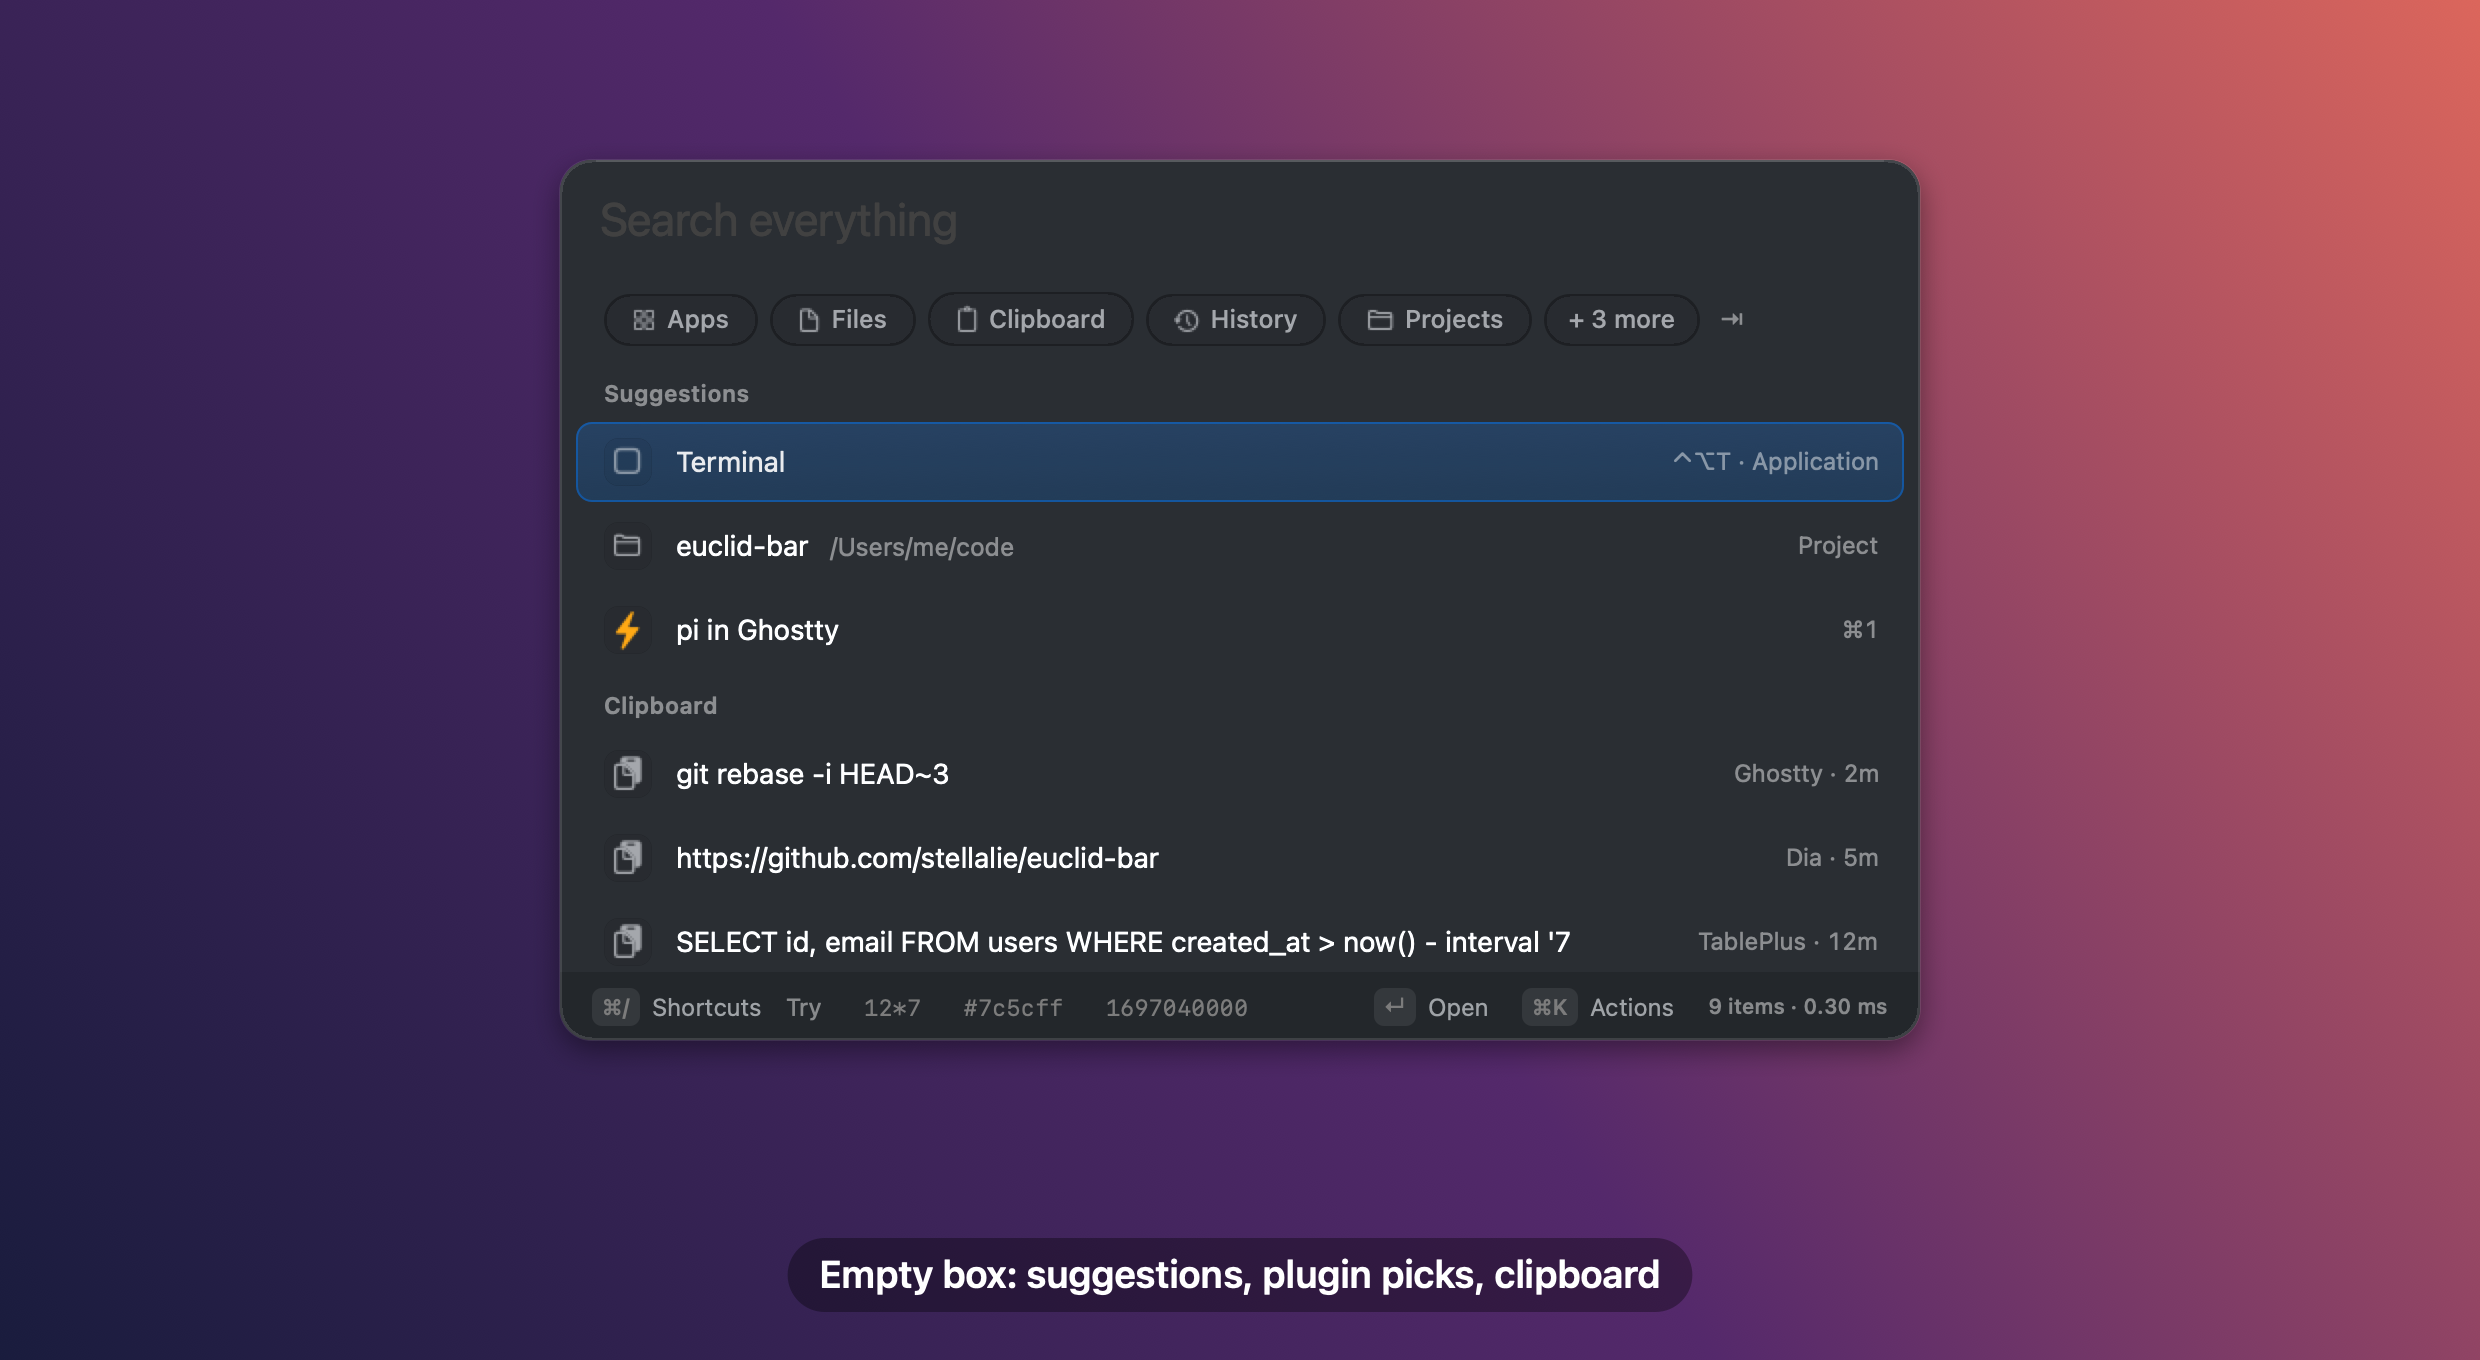 Search everything
Apps Files Clipboard History Projects + 3 more ⇥
Suggestions
Terminal ^⌥T · Application
euclid-bar /Users/me/code Project
pi in Ghostty ⌘1
Clipboard
git rebase -i HEAD~3 Ghostty · 2m
https://github.com/stellalie/euclid-bar Dia · 5m
SELECT id, email FROM users WHERE created_at > now() - interval '7 TablePlus · 12m
⌘/ Shortcuts Try 12*7 #7c5cff 1697040000 ↵ Open ⌘K Actions 9 items · 0.30 ms
Empty box: suggestions, plugin picks, clipboard